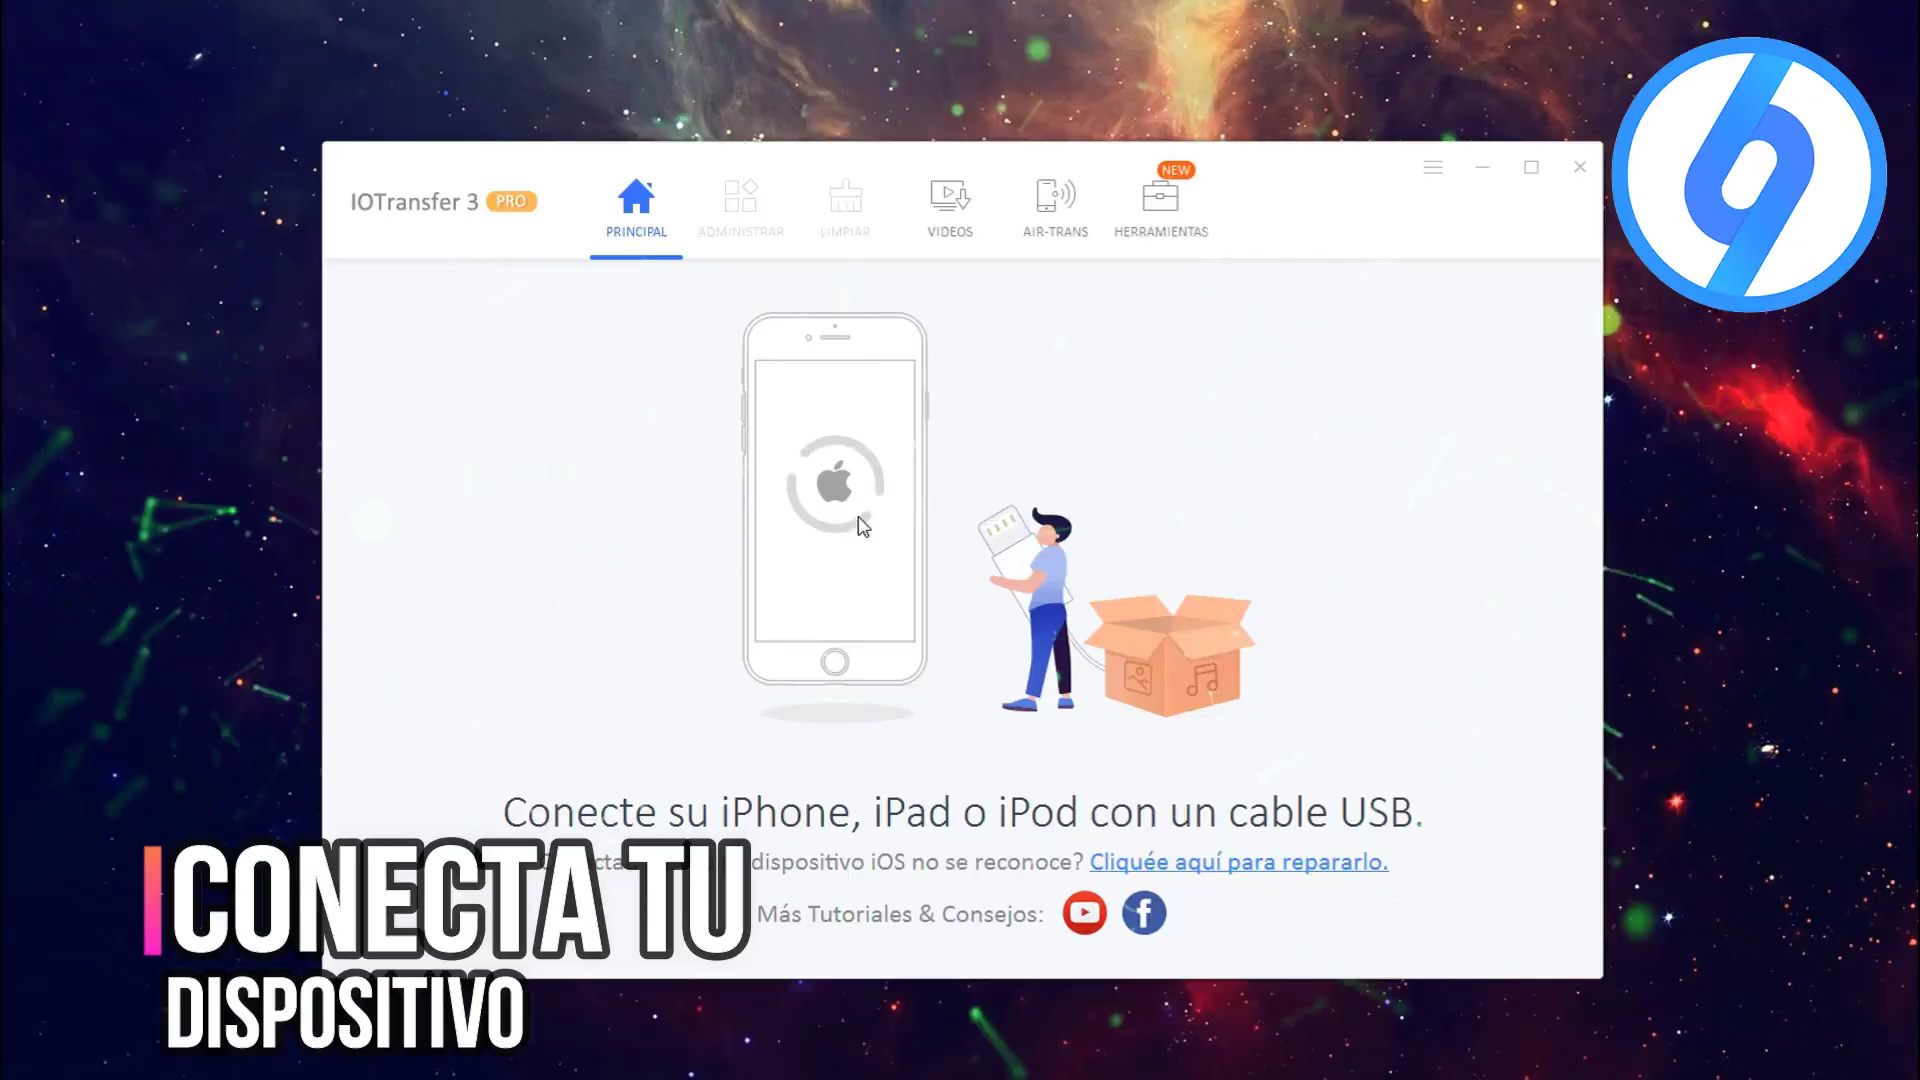 NEW
IOTransfer 3 PRO
PRINCIPAL
ADMINISTRAR
LIMPIAR
VIDEOS
AIR-TRANS
HERRAMIENTAS
Conecte su iPhone, iPad o iPod con un cable USB.
dispositivo iOS no se reconoce? Cliquée aquí para repararlo.
Más Tutoriales & Consejos:
CONECTA TU
DISPOSITIVO